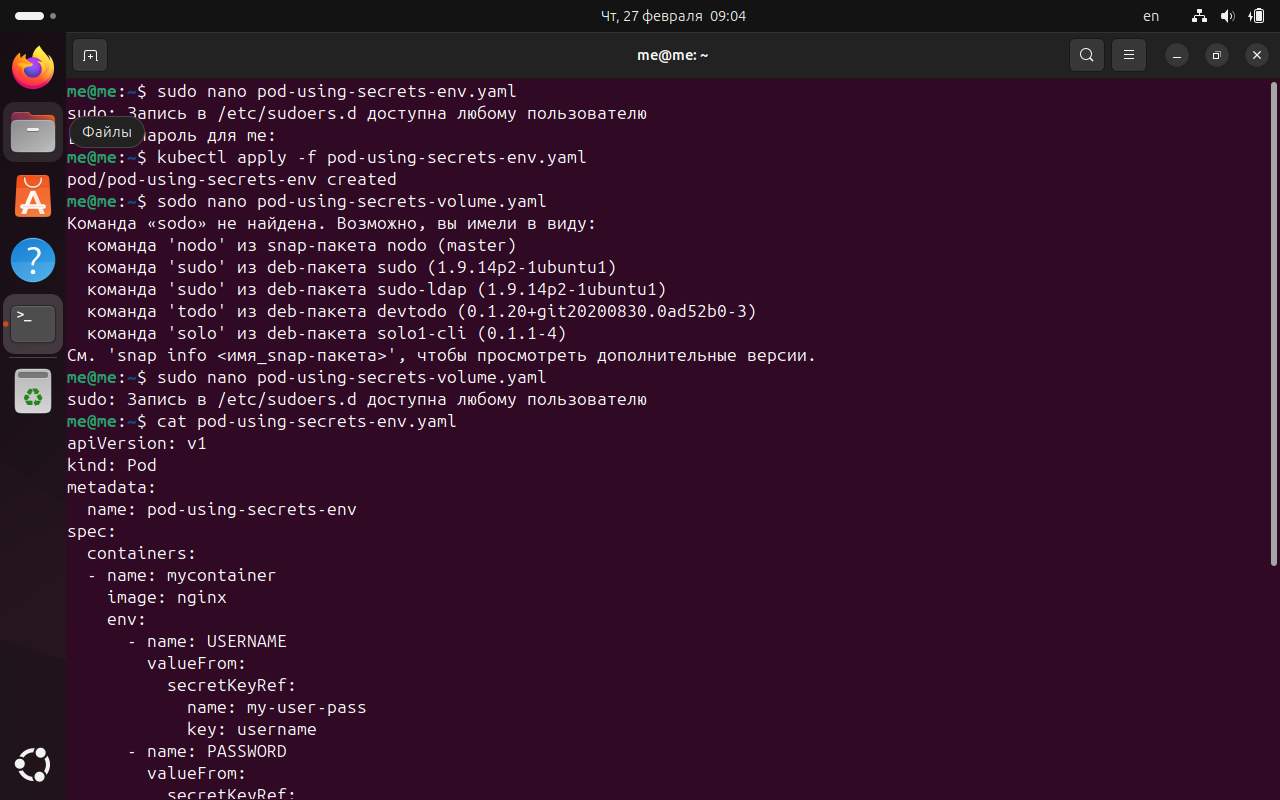 Чт, 27 февраля 09:04
en
me@me: ~
me@me:~$ sudo nano pod-using-secrets-env.yaml
sudo: Запись в /etc/sudoers.d доступна любому пользователю
Файлы
пароль для me:
me@me:~$ kubectl apply -f pod-using-secrets-env.yaml
pod/pod-using-secrets-env created
me@me:~$ sodo nano pod-using-secrets-volume.yaml
Команда «sodo» не найдена. Возможно, вы имели в виду:
  команда 'nodo' из snap-пакета nodo (master)
  команда 'sudo' из deb-пакета sudo (1.9.14p2-1ubuntu1)
  команда 'sudo' из deb-пакета sudo-ldap (1.9.14p2-1ubuntu1)
  команда 'todo' из deb-пакета devtodo (0.1.20+git20200830.0ad52b0-3)
  команда 'solo' из deb-пакета solo1-cli (0.1.1-4)
См. 'snap info <имя_snap-пакета>', чтобы просмотреть дополнительные версии.
me@me:~$ sudo nano pod-using-secrets-volume.yaml
sudo: Запись в /etc/sudoers.d доступна любому пользователю
me@me:~$ cat pod-using-secrets-env.yaml
apiVersion: v1
kind: Pod
metadata:
  name: pod-using-secrets-env
spec:
  containers:
  - name: mycontainer
    image: nginx
    env:
      - name: USERNAME
        valueFrom:
          secretKeyRef:
            name: my-user-pass
            key: username
      - name: PASSWORD
        valueFrom:
          secretKeyRef: